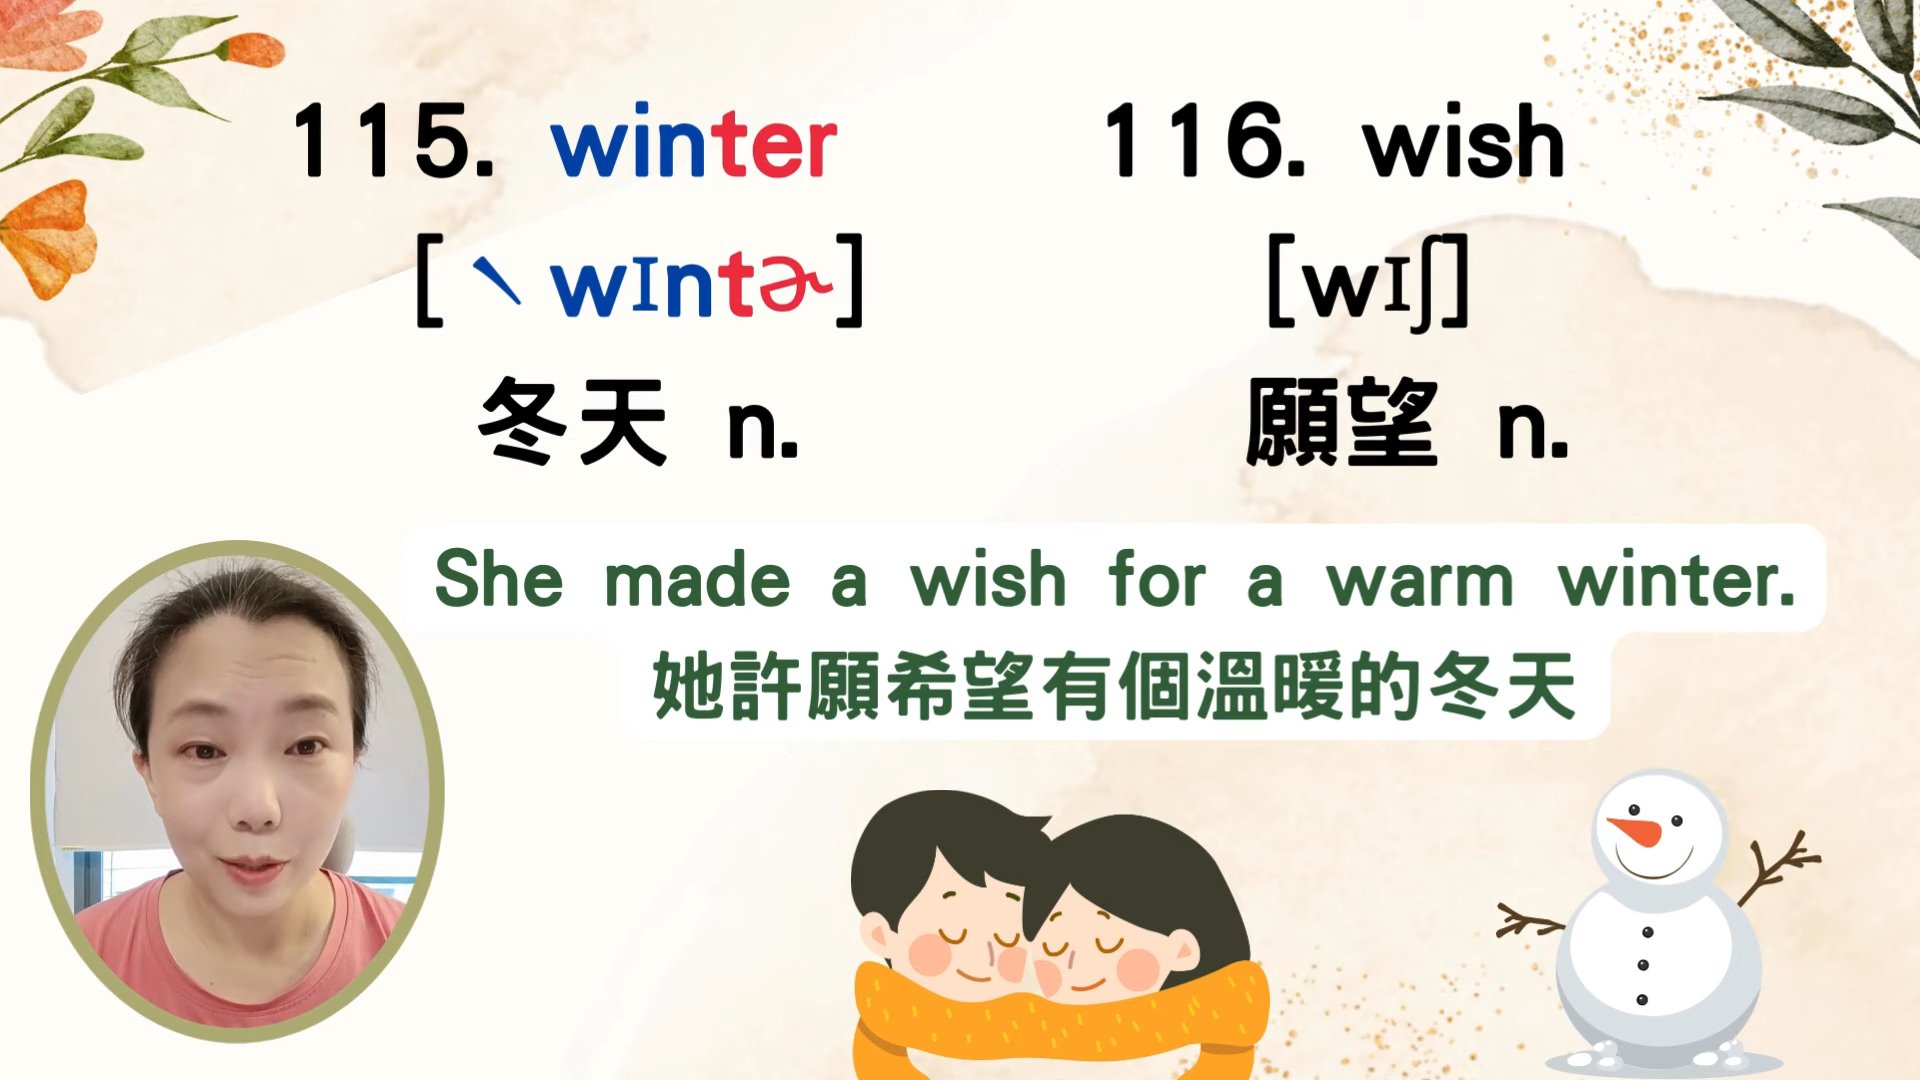 115. winter
[ˋwɪntɚ]
冬天 n.
116. wish
[wɪʃ]
願望 n.
She made a wish for a warm winter.
她許願希望有個溫暖的冬天